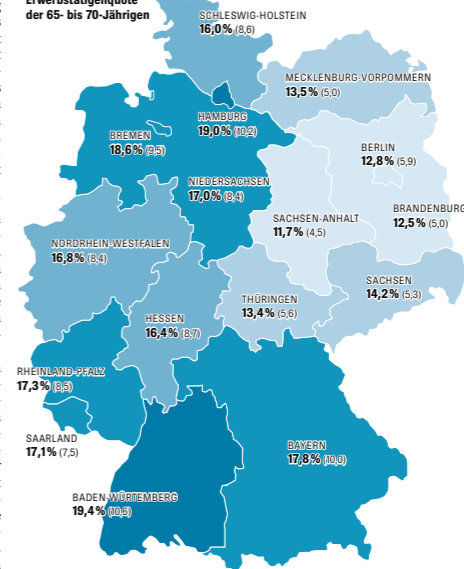 Erwerbstätigenquote
der 65- bis 70-Jährigen
SCHLESWIG-HOLSTEIN
16,0% (8,6)
MECKLENBURG-VORPOMMERN
13,5% (5,0)
HAMBURG
19,0% (10,2)
BREMEN
18,6% (9,5)
BERLIN
12,8% (5,9)
NIEDERSACHSEN
17,0% (8,4)
BRANDENBURG
12,5% (5,0)
SACHSEN-ANHALT
11,7% (4,5)
NORDRHEIN-WESTFALEN
16,8% (8,4)
SACHSEN
14,2% (5,3)
THÜRINGEN
13,4% (5,6)
HESSEN
16,4% (8,7)
RHEINLAND-PFALZ
17,3% (8,5)
SAARLAND
17,1% (7,5)
BAYERN
17,8% (10,0)
BADEN-WÜRTEMBERG
19,4% (10,6)